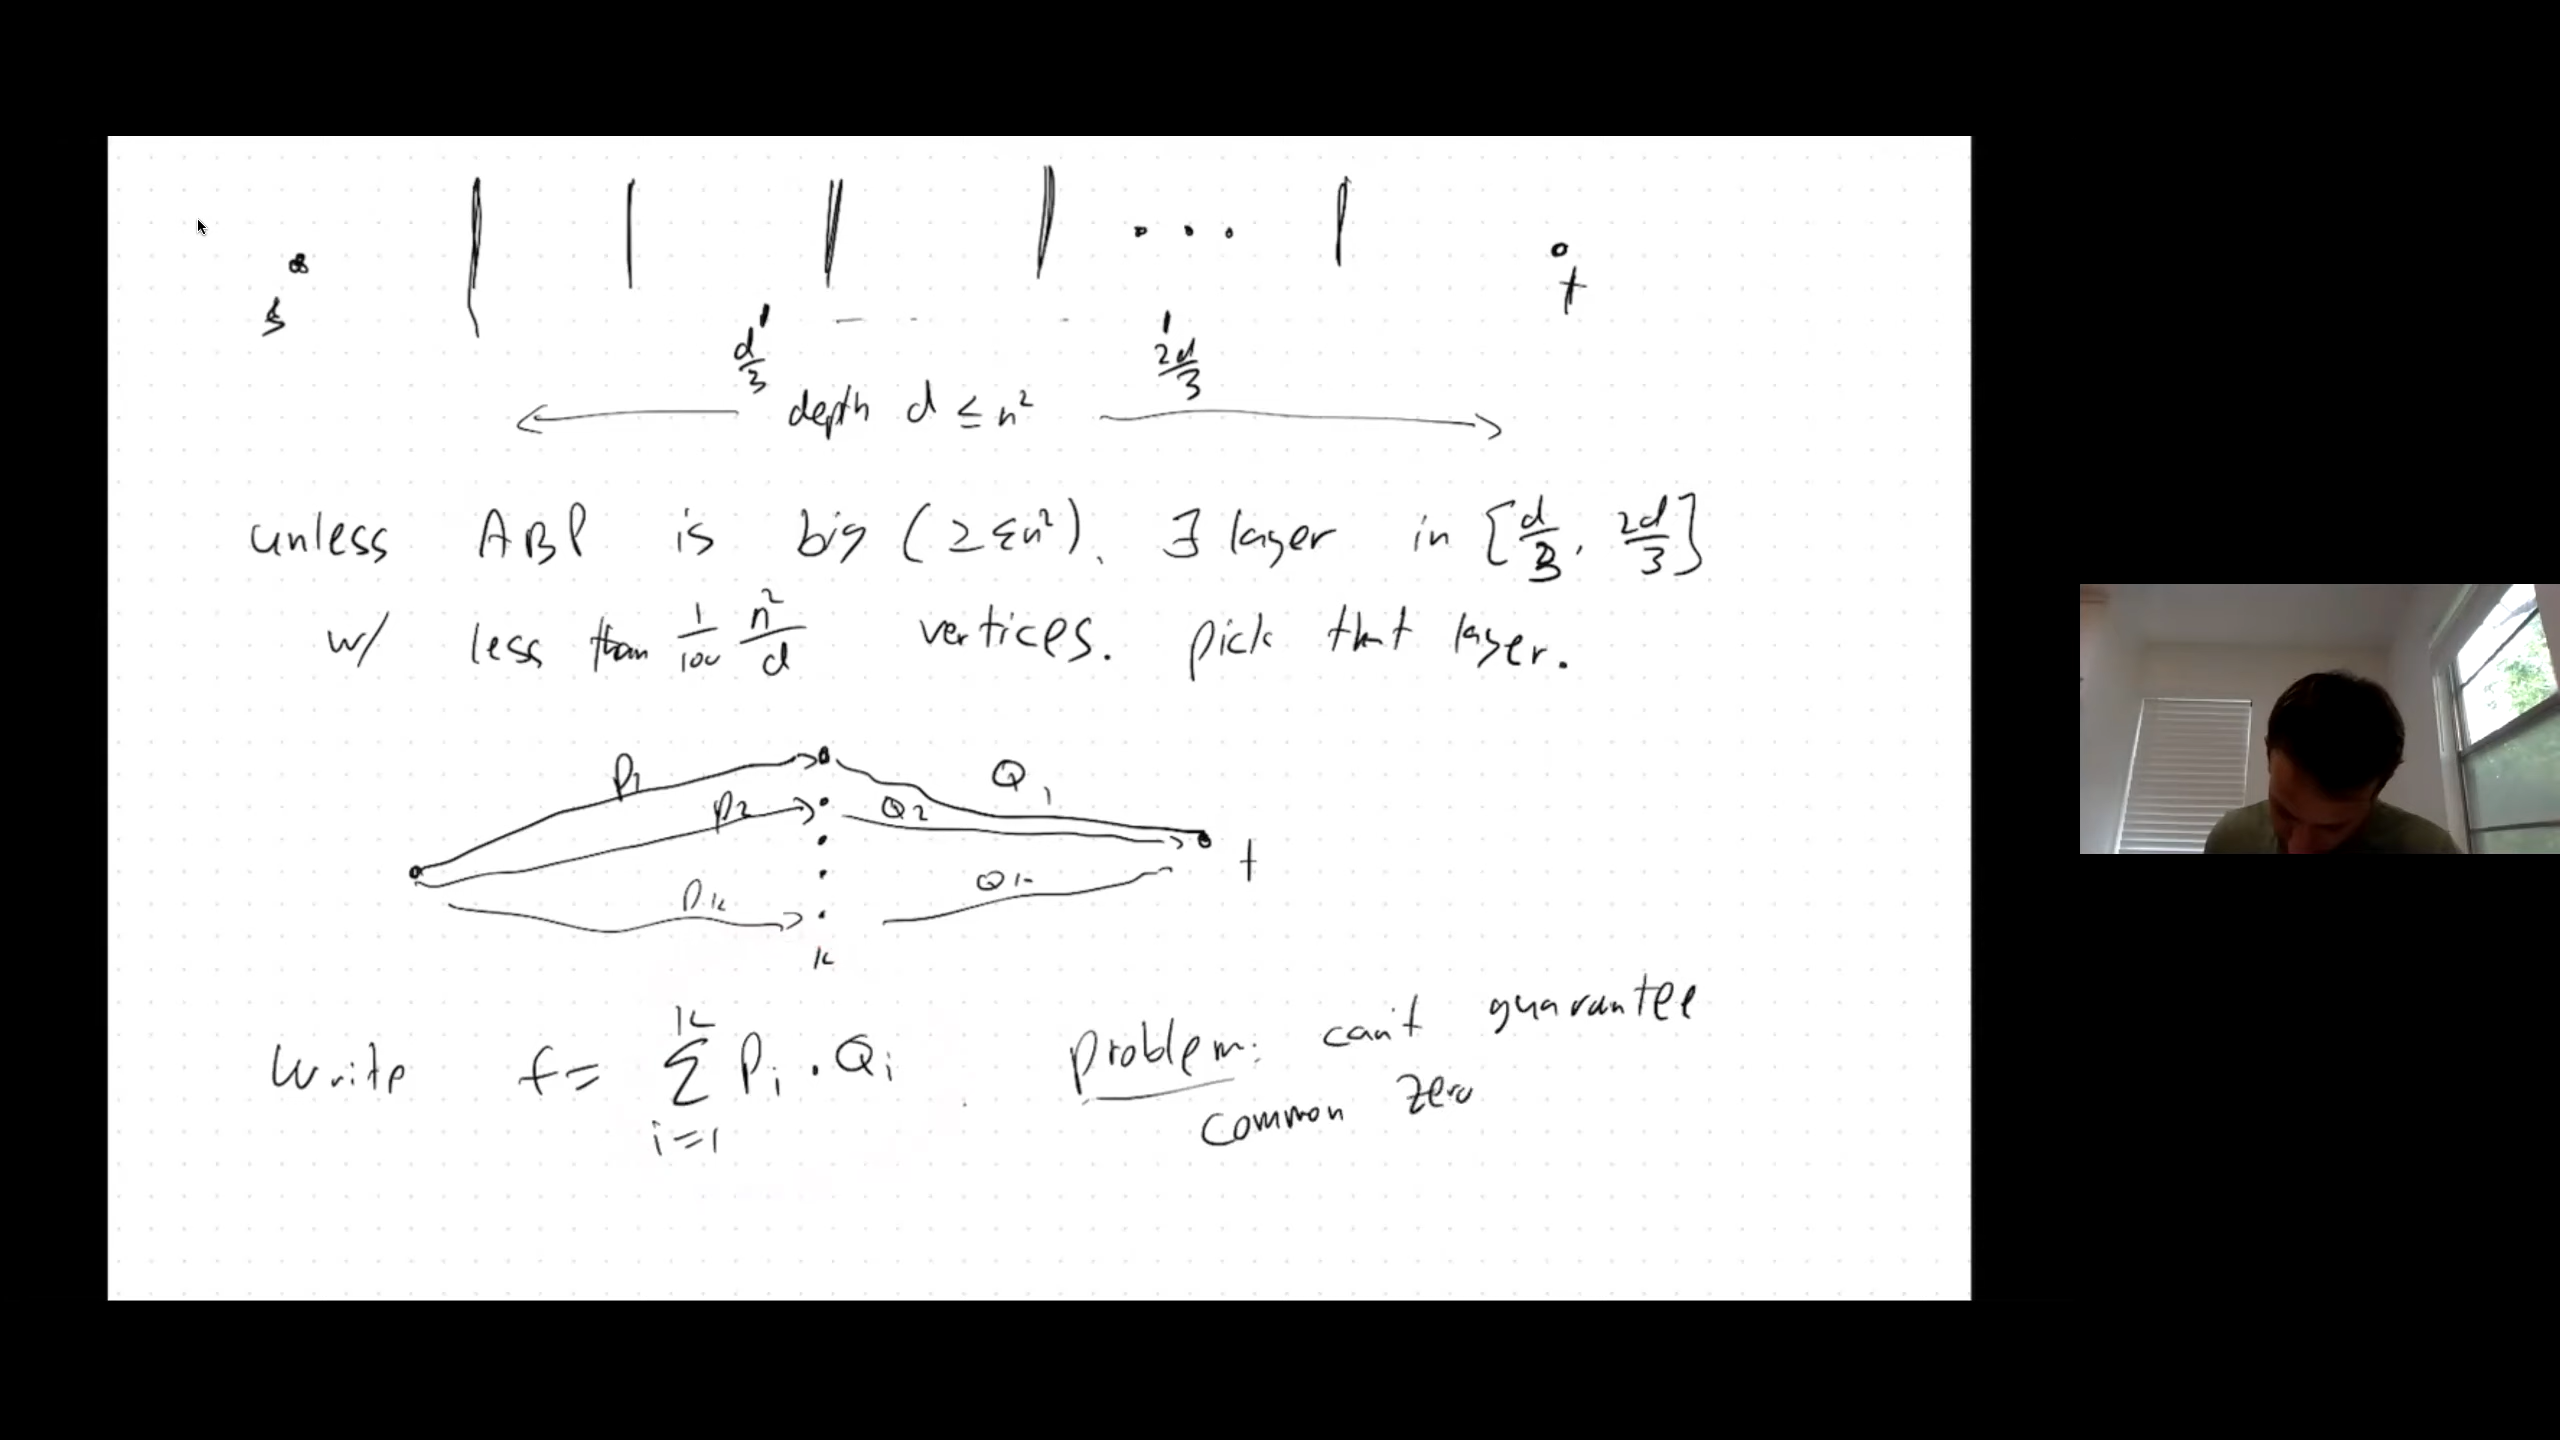 s t
d/3 2d/3
depth d ≤ n²
unless ABP is big (≥ εn²), ∃ layer in [d/3, 2d/3]
w/ less than 1/100 n²/d vertices. pick that layer.
P₁ Q₁
P₂ Q₂
t
Pₖ Qₖ
k
Write f = Σ_{i=1}^{k} Pᵢ · Qᵢ Problem: can't guarantee
common zero